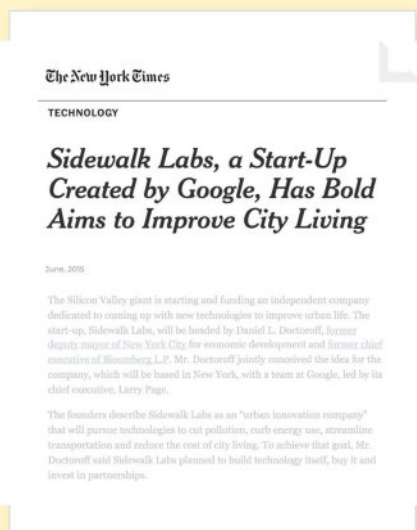 The New York Times
TECHNOLOGY
Sidewalk Labs, a Start-Up
Created by Google, Has Bold
Aims to Improve City Living
June, 2015
The Silicon Valley giant is starting and funding an independent company
dedicated to coming up with new technologies to improve urban life. The
start-up, Sidewalk Labs, will be headed by Daniel L. Doctoroff, former
deputy mayor of New York City for economic development and former chief
executive of Bloomberg L.P. Mr. Doctoroff jointly conceived the idea for the
company, which will be based in New York, with a team at Google, led by its
chief executive, Larry Page.
The founders describe Sidewalk Labs as an "urban innovation company"
that will pursue technologies to cut pollution, curb energy use, streamline
transportation and reduce the cost of city living. To achieve that goal, Mr.
Doctoroff said Sidewalk Labs planned to build technology itself, buy it and
invest in partnerships.